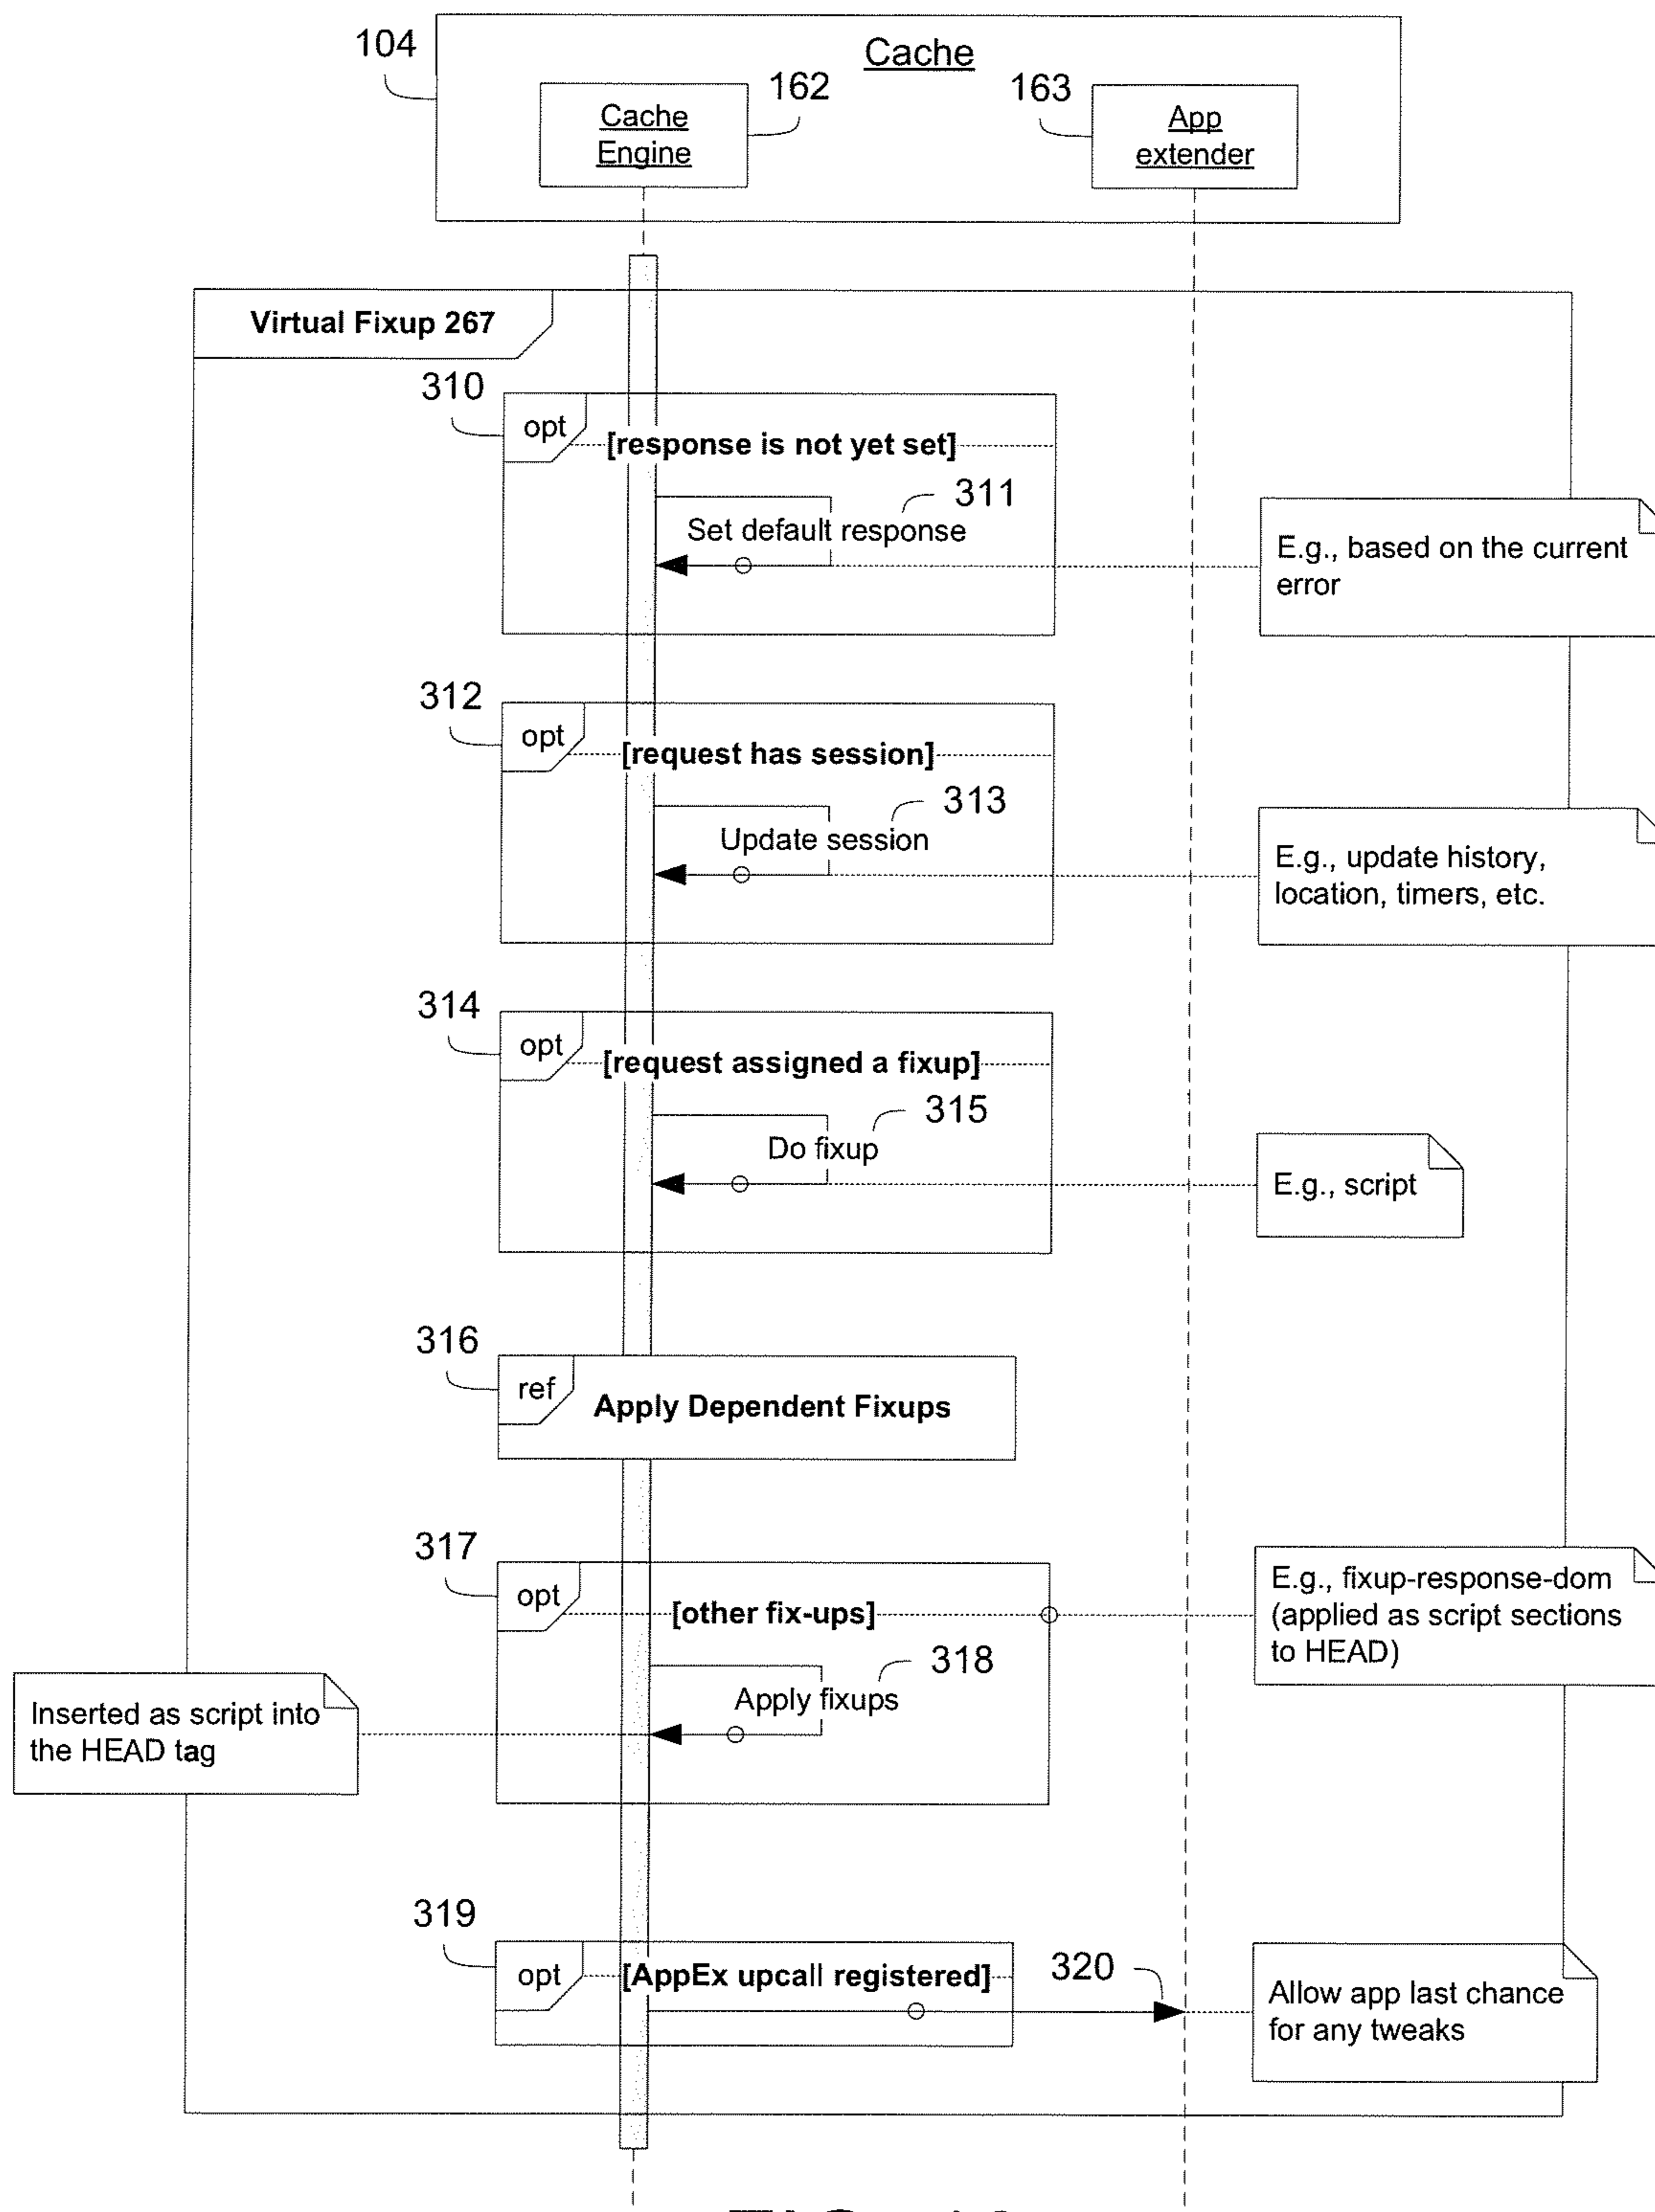 104
Cache
162
163
Cache
Engine
App
extender
Virtual Fixup 267
310
opt
[response is not yet set]
311
Set default response
E.g., based on the current
error
312
opt
[request has session]
313
Update session
E.g., update history,
location, timers, etc.
314
opt
[request assigned a fixup]
315
Do fixup
E.g., script
316
ref
Apply Dependent Fixups
317
opt
[other fix-ups]
E.g., fixup-response-dom
(applied as script sections
to HEAD)
318
Apply fixups
Inserted as script into
the HEAD tag
319
opt
[AppEx upcall registered]
320
Allow app last chance
for any tweaks